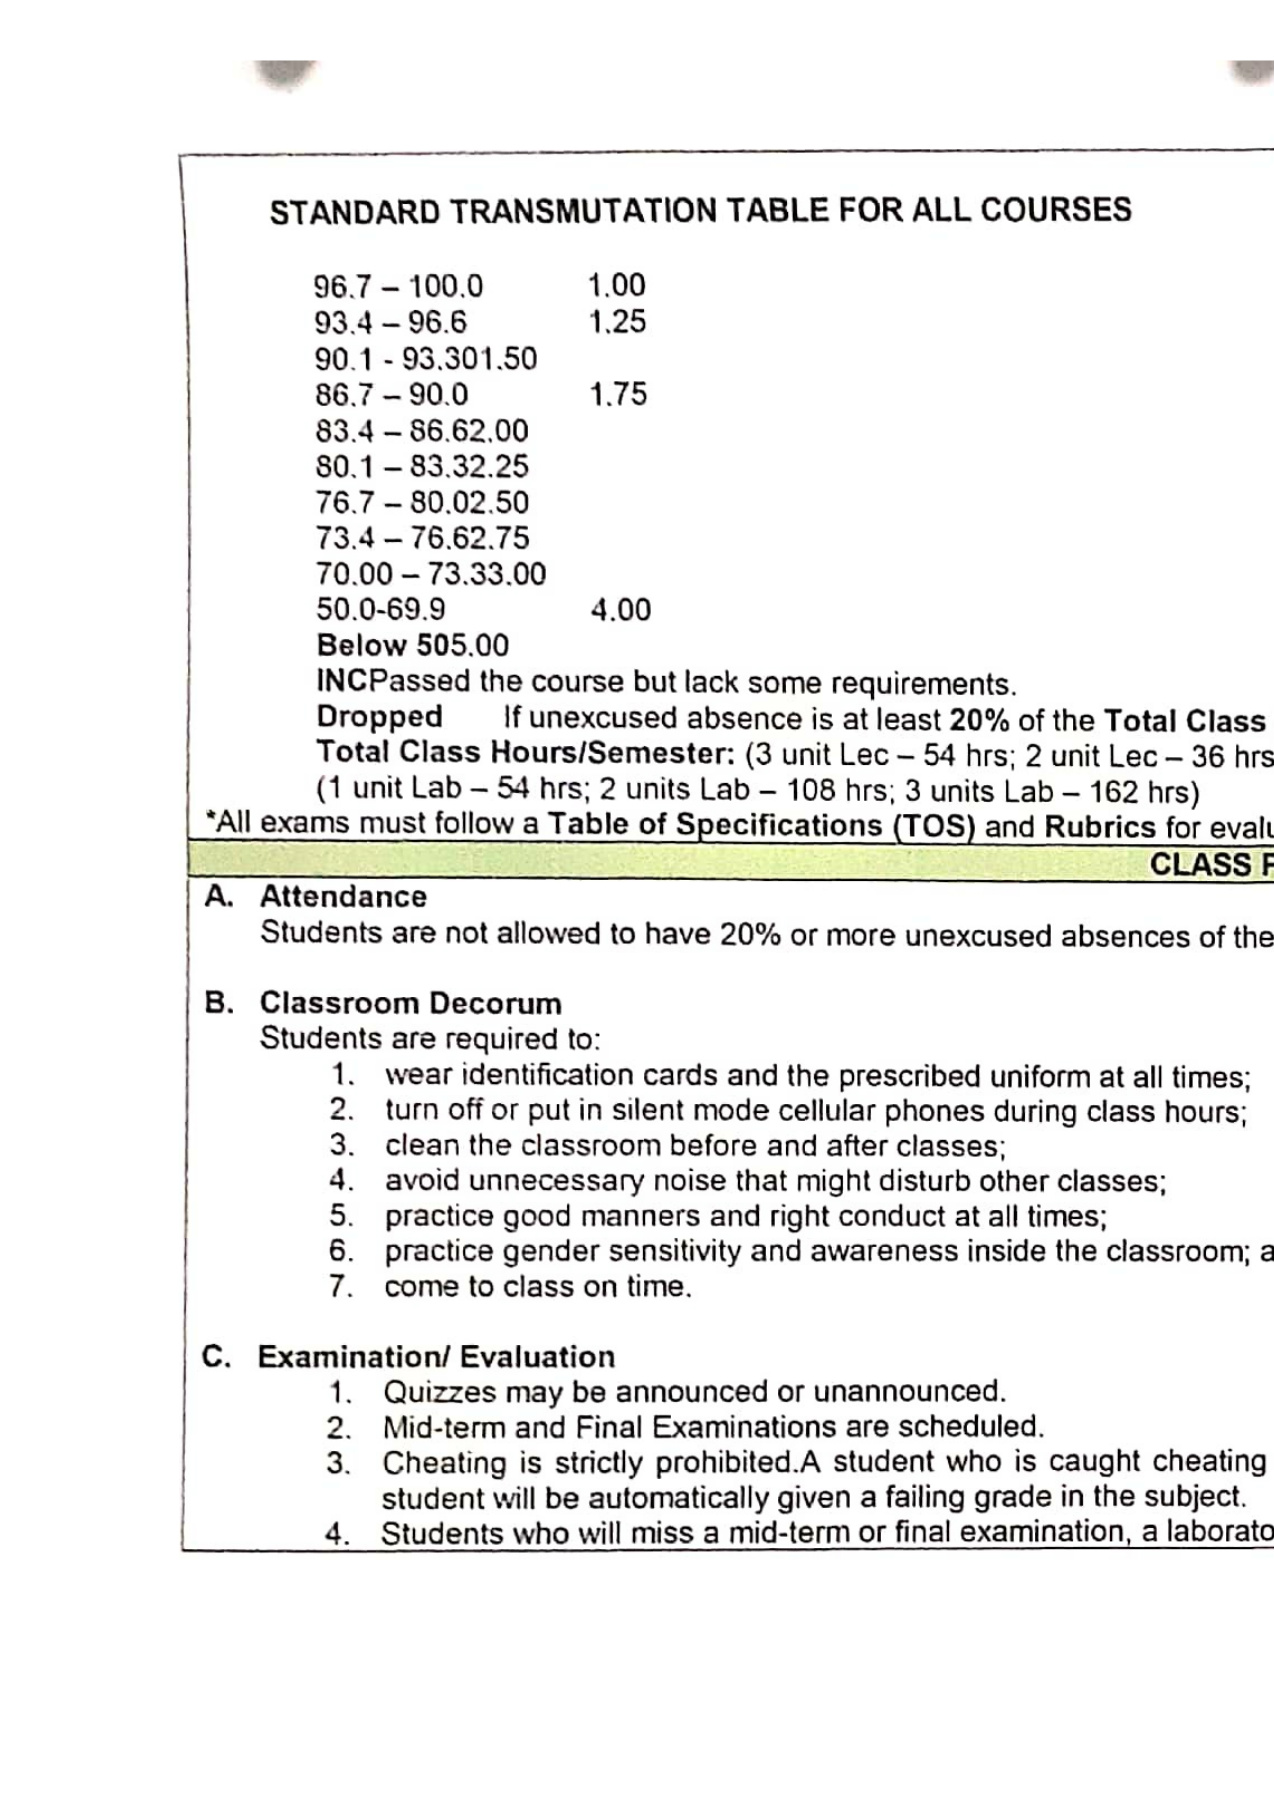 STANDARD TRANSMUTATION TABLE FOR ALL COURSES
96.7 – 100.0 1.00
93.4 – 96.6 1.25
90.1 - 93.301.50
86.7 – 90.0 1.75
83.4 – 86.62.00
80.1 – 83.32.25
76.7 – 80.02.50
73.4 – 76.62.75
70.00 – 73.33.00
50.0-69.9 4.00
Below 505.00
INCPassed the course but lack some requirements.
Dropped If unexcused absence is at least 20% of the Total Class
Total Class Hours/Semester: (3 unit Lec – 54 hrs; 2 unit Lec – 36 hrs
(1 unit Lab – 54 hrs; 2 units Lab – 108 hrs; 3 units Lab – 162 hrs)
*All exams must follow a Table of Specifications (TOS) and Rubrics for evalu
CLASS P
A. Attendance
Students are not allowed to have 20% or more unexcused absences of the
B. Classroom Decorum
Students are required to:
1. wear identification cards and the prescribed uniform at all times;
2. turn off or put in silent mode cellular phones during class hours;
3. clean the classroom before and after classes;
4. avoid unnecessary noise that might disturb other classes;
5. practice good manners and right conduct at all times;
6. practice gender sensitivity and awareness inside the classroom; a
7. come to class on time.
C. Examination/ Evaluation
1. Quizzes may be announced or unannounced.
2. Mid-term and Final Examinations are scheduled.
3. Cheating is strictly prohibited.A student who is caught cheating
student will be automatically given a failing grade in the subject.
4. Students who will miss a mid-term or final examination, a laborato